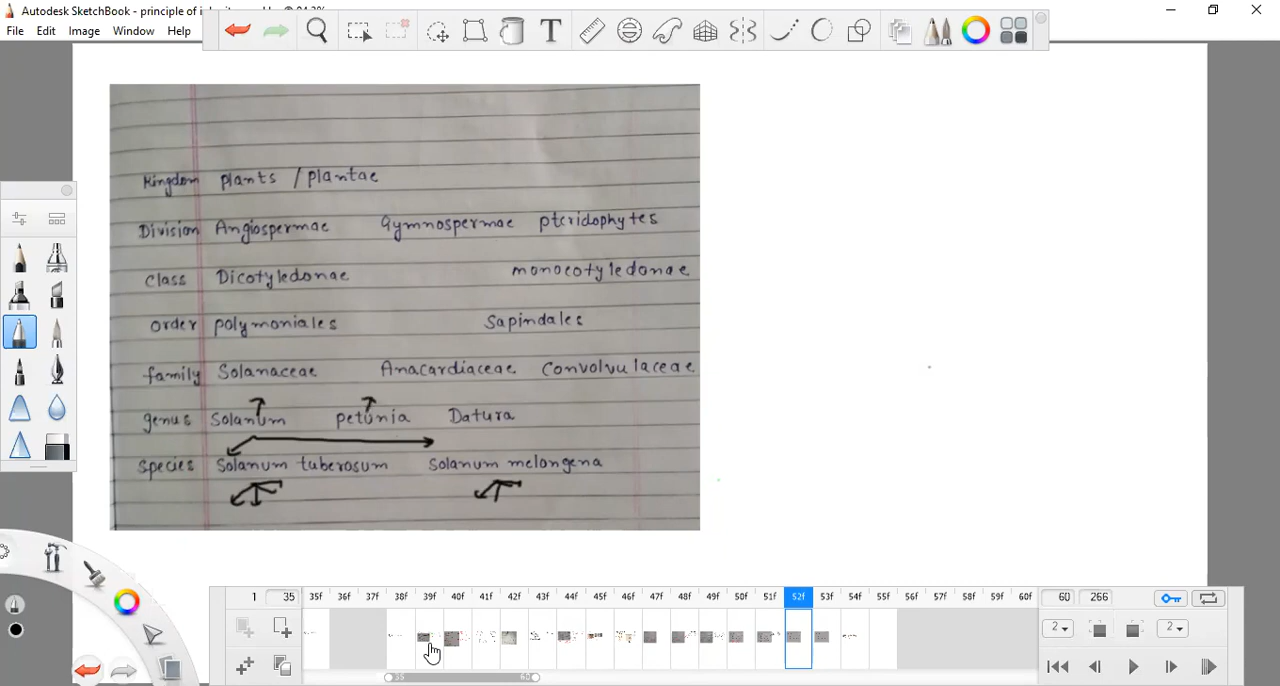 Autodesk SketchBook - principle of
File Edit Image Window Help
Kingdom plants / plantae
Division Angiospermae Gymnospermae pteridophytes
class Dicotyledonae monocotyledonae
order polymoniales Sapindales
family Solanaceae Anacardiaceae Convolvulaceae
genus Solanum petunia Datura
species Solanum tuberosum Solanum melongena
1 35 35f 36f 37f 38f 39f 40f 41f 42f 43f 44f 45f 46f 47f 48f 49f 50f 51f 52f 53f 54f 55f 56f 57f 58f 59f 60f 60 266
2 2
35 60